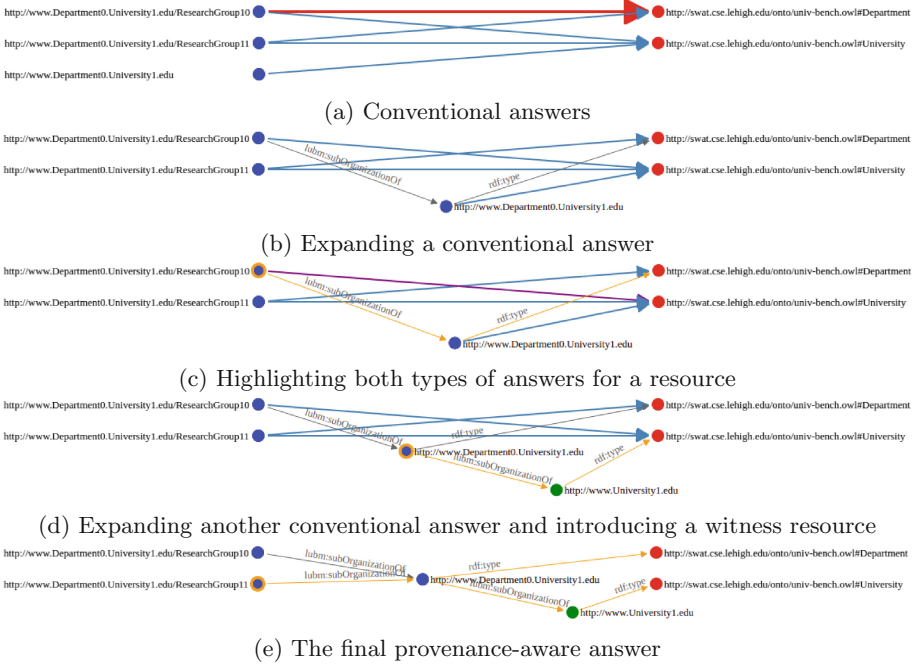 http://www.Department0.University1.edu/ResearchGroup10 http://swat.cse.lehigh.edu/onto/univ-bench.owl#Department
http://www.Department0.University1.edu/ResearchGroup11 http://swat.cse.lehigh.edu/onto/univ-bench.owl#University
http://www.Department0.University1.edu
(a) Conventional answers
http://www.Department0.University1.edu/ResearchGroup10 http://swat.cse.lehigh.edu/onto/univ-bench.owl#Department
lubm:subOrganizationOf
http://www.Department0.University1.edu/ResearchGroup11 http://swat.cse.lehigh.edu/onto/univ-bench.owl#University
rdf:type
http://www.Department0.University1.edu
(b) Expanding a conventional answer
http://www.Department0.University1.edu/ResearchGroup10 http://swat.cse.lehigh.edu/onto/univ-bench.owl#Department
lubm:subOrganizationOf
http://www.Department0.University1.edu/ResearchGroup11 http://swat.cse.lehigh.edu/onto/univ-bench.owl#University
rdf:type
http://www.Department0.University1.edu
(c) Highlighting both types of answers for a resource
http://www.Department0.University1.edu/ResearchGroup10 http://swat.cse.lehigh.edu/onto/univ-bench.owl#Department
lubm:subOrganizationOf
rdf:type
http://www.Department0.University1.edu/ResearchGroup11 http://swat.cse.lehigh.edu/onto/univ-bench.owl#University
http://www.Department0.University1.edu
lubm:subOrganizationOf
rdf:type
http://www.University1.edu
(d) Expanding another conventional answer and introducing a witness resource
http://www.Department0.University1.edu/ResearchGroup10 http://swat.cse.lehigh.edu/onto/univ-bench.owl#Department
lubm:subOrganizationOf
rdf:type
lubm:subOrganizationOf
http://www.Department0.University1.edu
http://www.Department0.University1.edu/ResearchGroup11 http://swat.cse.lehigh.edu/onto/univ-bench.owl#University
lubm:subOrganizationOf
rdf:type
http://www.University1.edu
(e) The final provenance-aware answer